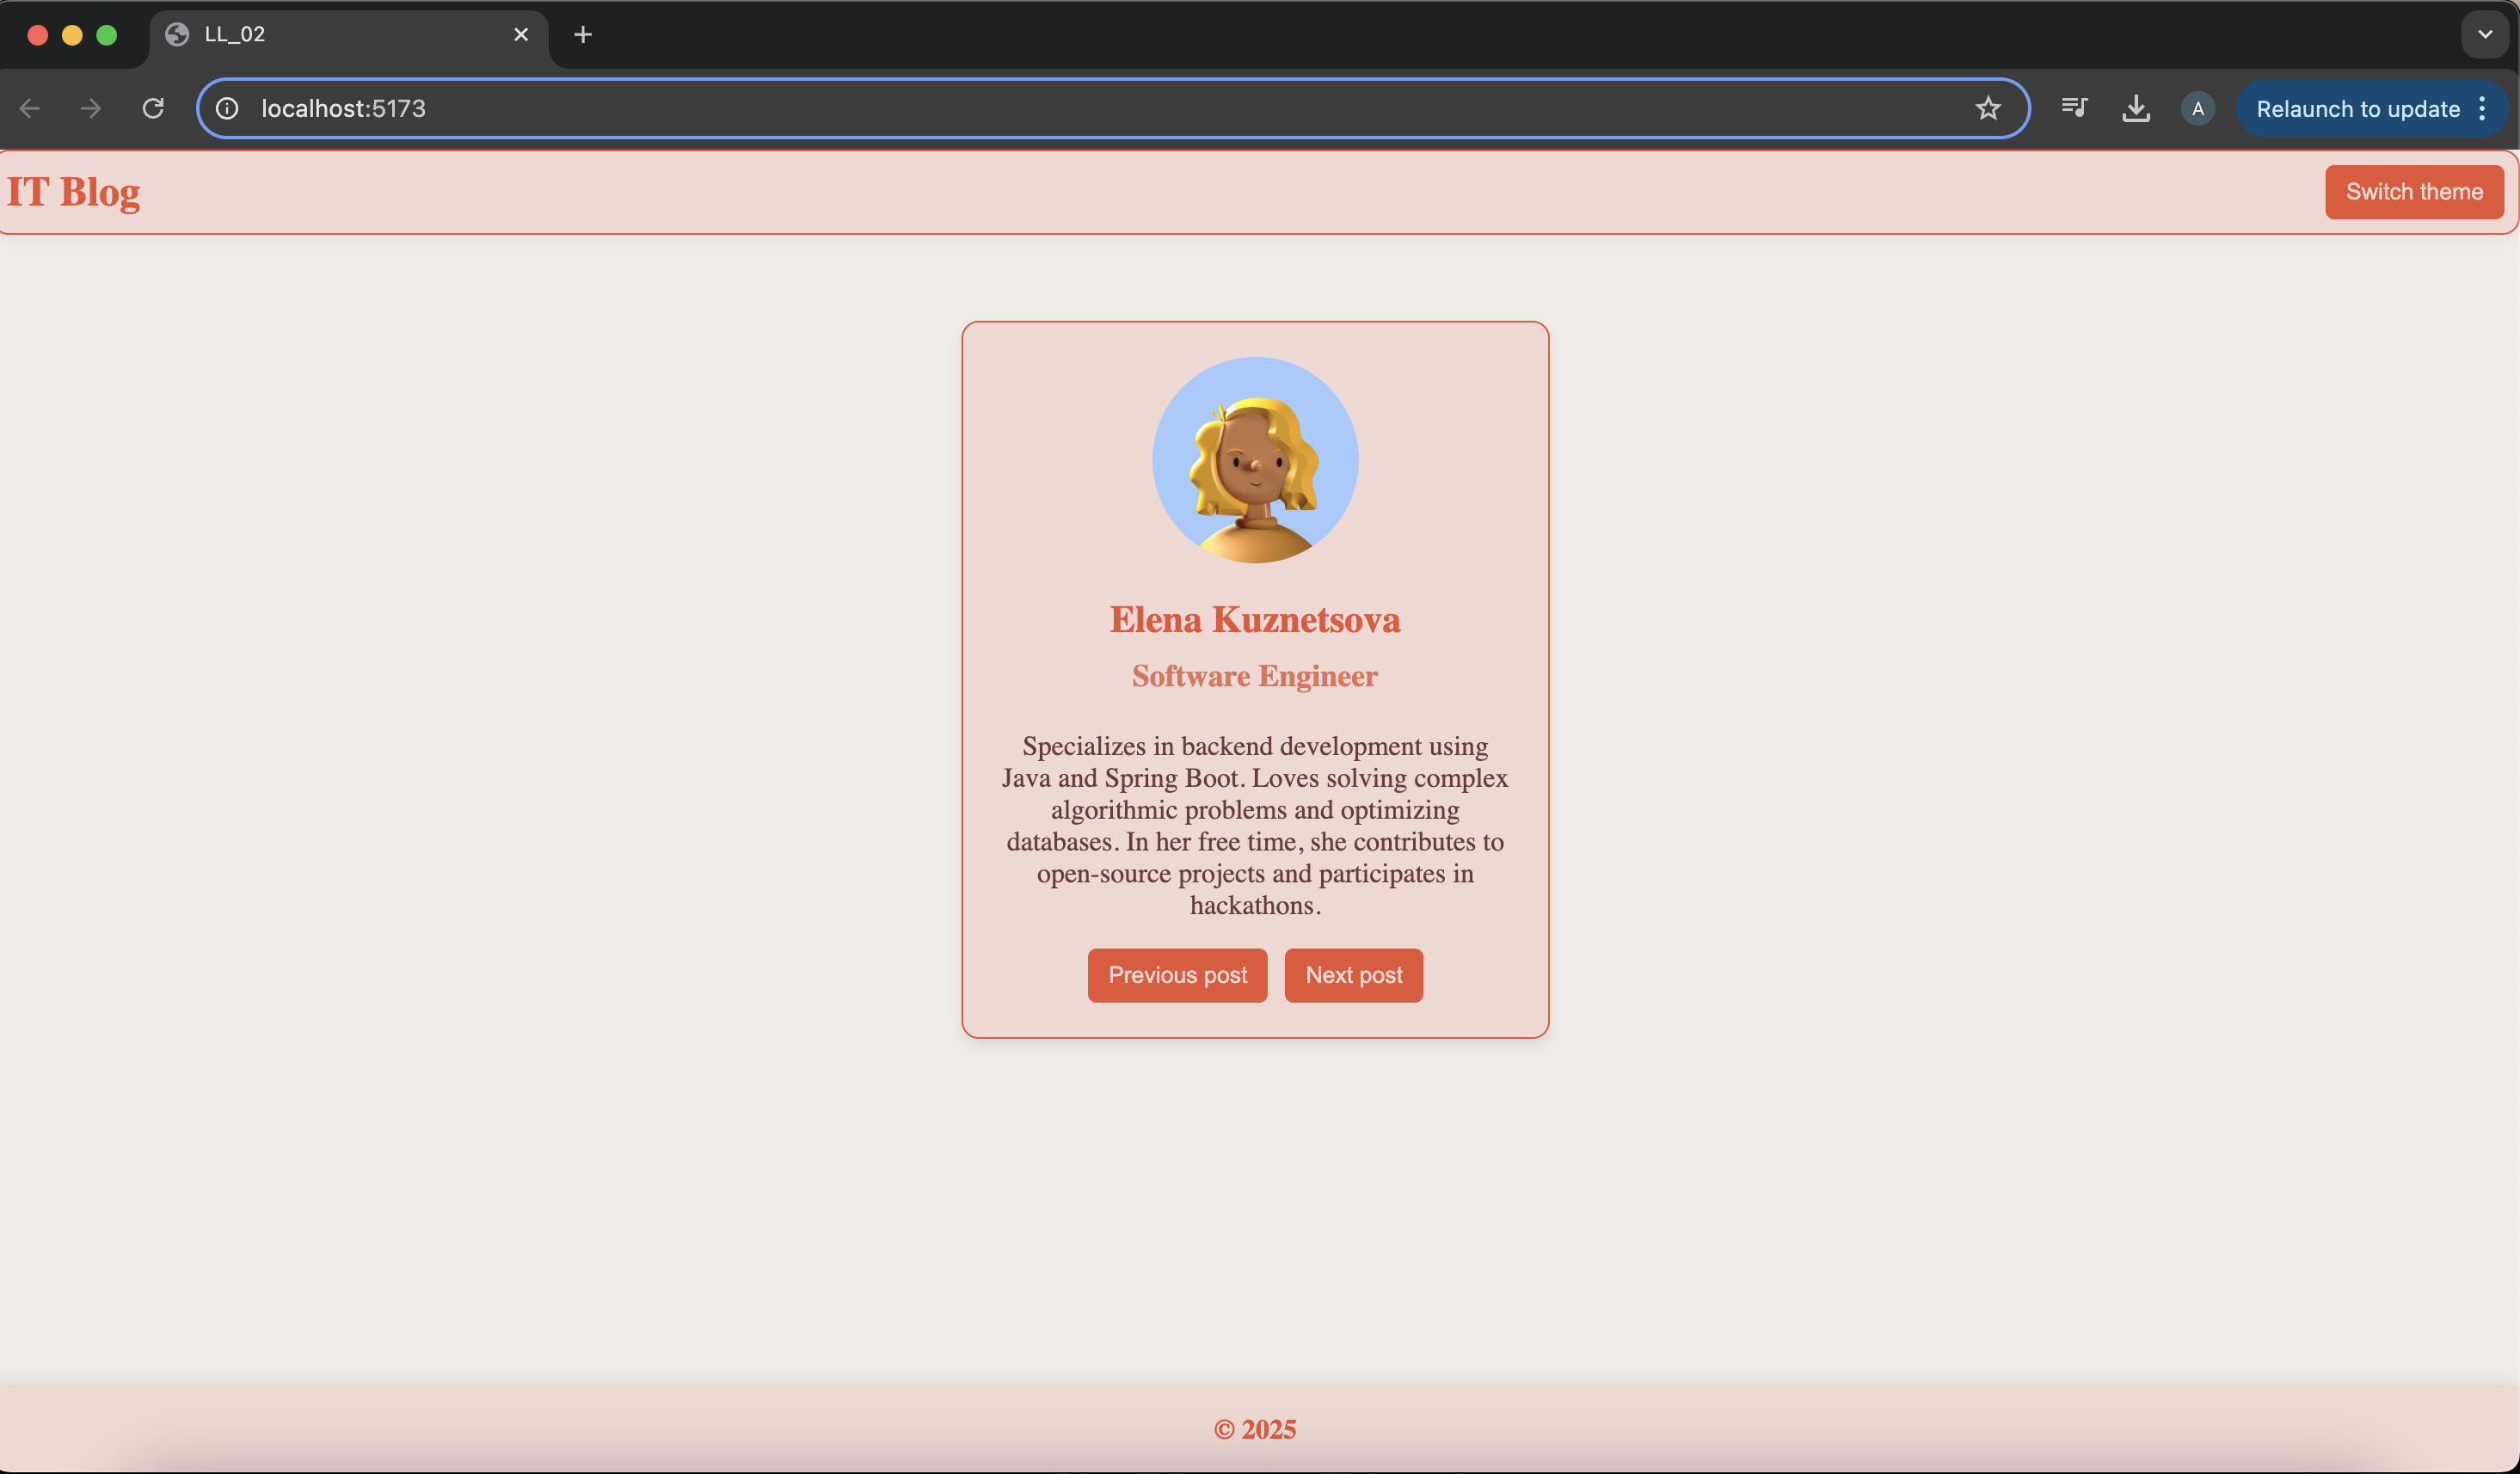 LL_02
localhost:5173
A
Relaunch to update
IT Blog
Switch theme
Elena Kuznetsova
Software Engineer
Specializes in backend development using
Java and Spring Boot. Loves solving complex
algorithmic problems and optimizing
databases. In her free time, she contributes to
open-source projects and participates in
hackathons.
Previous post
Next post
© 2025